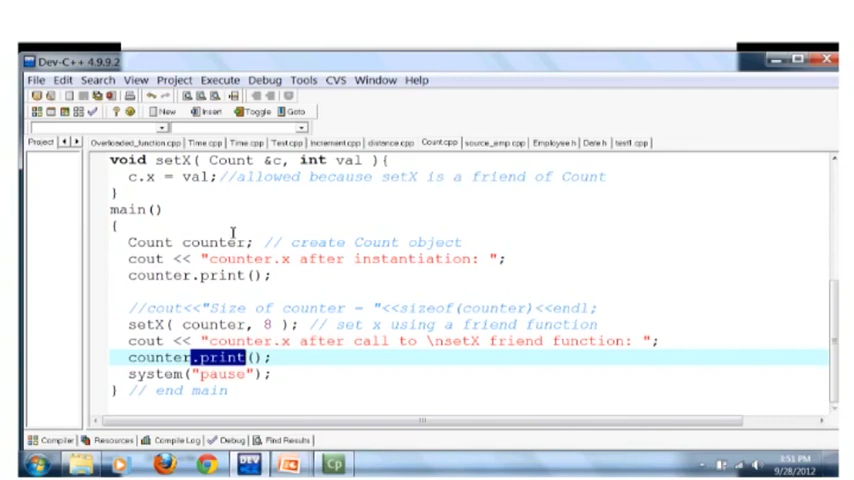 Dev-C++ 4.9.9.2
File Edit Search View Project Execute Debug Tools CVS Window Help
New Insert Toggle Goto
Project Overloaded_function.cpp Time.cpp Time.cpp Test.cpp Increment.cpp distance.cpp Count.cpp source_emp.cpp Employee.h Dere.h test1.cpp
void setX( Count &c, int val ){
c.x = val;//allowed because setX is a friend of Count
}
main()
{
Count counter; // create Count object
cout << "counter.x after instantiation: ";
counter.print();
//cout<<"Size of counter = "<<sizeof(counter)<<endl;
setX( counter, 8 ); // set x using a friend function
cout << "counter.x after call to \nsetX friend function: ";
counter.print();
system("pause");
} // end main
Compiler Resources Compile Log Debug Find Results
DEV Cp 3:51 PM
9/28/2012